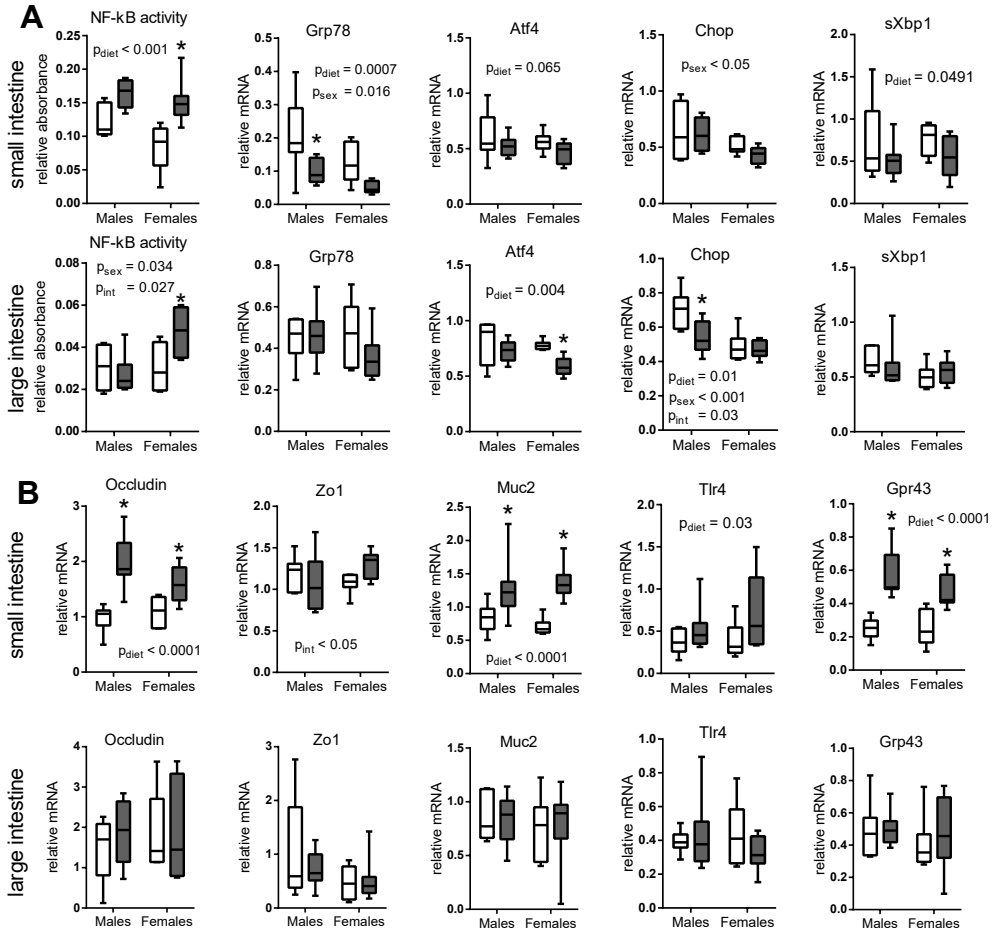 A
small intestine
NF-kB activity
relative absorbance
0.25
0.20
0.15
0.10
0.05
0.00
p diet < 0.001
*
Males Females
Grp78
relative mRNA
0.5
0.4
0.3
0.2
0.1
0.0
p diet = 0.0007
p sex = 0.016
*
Males Females
Atf4
relative mRNA
1.5
1.0
0.5
0.0
p diet = 0.065
Males Females
Chop
relative mRNA
1.5
1.0
0.5
0.0
p sex < 0.05
Males Females
sXbp1
relative mRNA
2.0
1.5
1.0
0.5
0.0
p diet = 0.0491
Males Females
large intestine
NF-kB activity
relative absorbance
0.08
0.06
0.04
0.02
0.00
p sex = 0.034
p int = 0.027
*
Males Females
Grp78
relative mRNA
0.8
0.6
0.4
0.2
0.0
Males Females
Atf4
relative mRNA
1.5
1.0
0.5
0.0
p diet = 0.004
*
Males Females
Chop
relative mRNA
1.0
0.8
0.6
0.4
0.2
0.0
*
p diet = 0.01
p sex < 0.001
p int = 0.03
Males Females
sXbp1
relative mRNA
1.5
1.0
0.5
0.0
Males Females
B
small intestine
Occludin
relative mRNA
3
2
1
0
*
*
p diet < 0.0001
Males Females
Zo1
relative mRNA
2.0
1.5
1.0
0.5
0.0
p int < 0.05
Males Females
Muc2
relative mRNA
2.5
2.0
1.5
1.0
0.5
0.0
*
*
p diet < 0.0001
Males Females
Tlr4
relative mRNA
2.0
1.5
1.0
0.5
0.0
p diet = 0.03
Males Females
Gpr43
relative mRNA
1.0
0.8
0.6
0.4
0.2
0.0
*
p diet < 0.0001
*
Males Females
large intestine
Occludin
relative mRNA
4
3
2
1
0
Males Females
Zo1
relative mRNA
3
2
1
0
Males Females
Muc2
relative mRNA
1.5
1.0
0.5
0.0
Males Females
Tlr4
relative mRNA
1.0
0.8
0.6
0.4
0.2
0.0
Males Females
Grp43
relative mRNA
1.0
0.8
0.6
0.4
0.2
0.0
Males Females